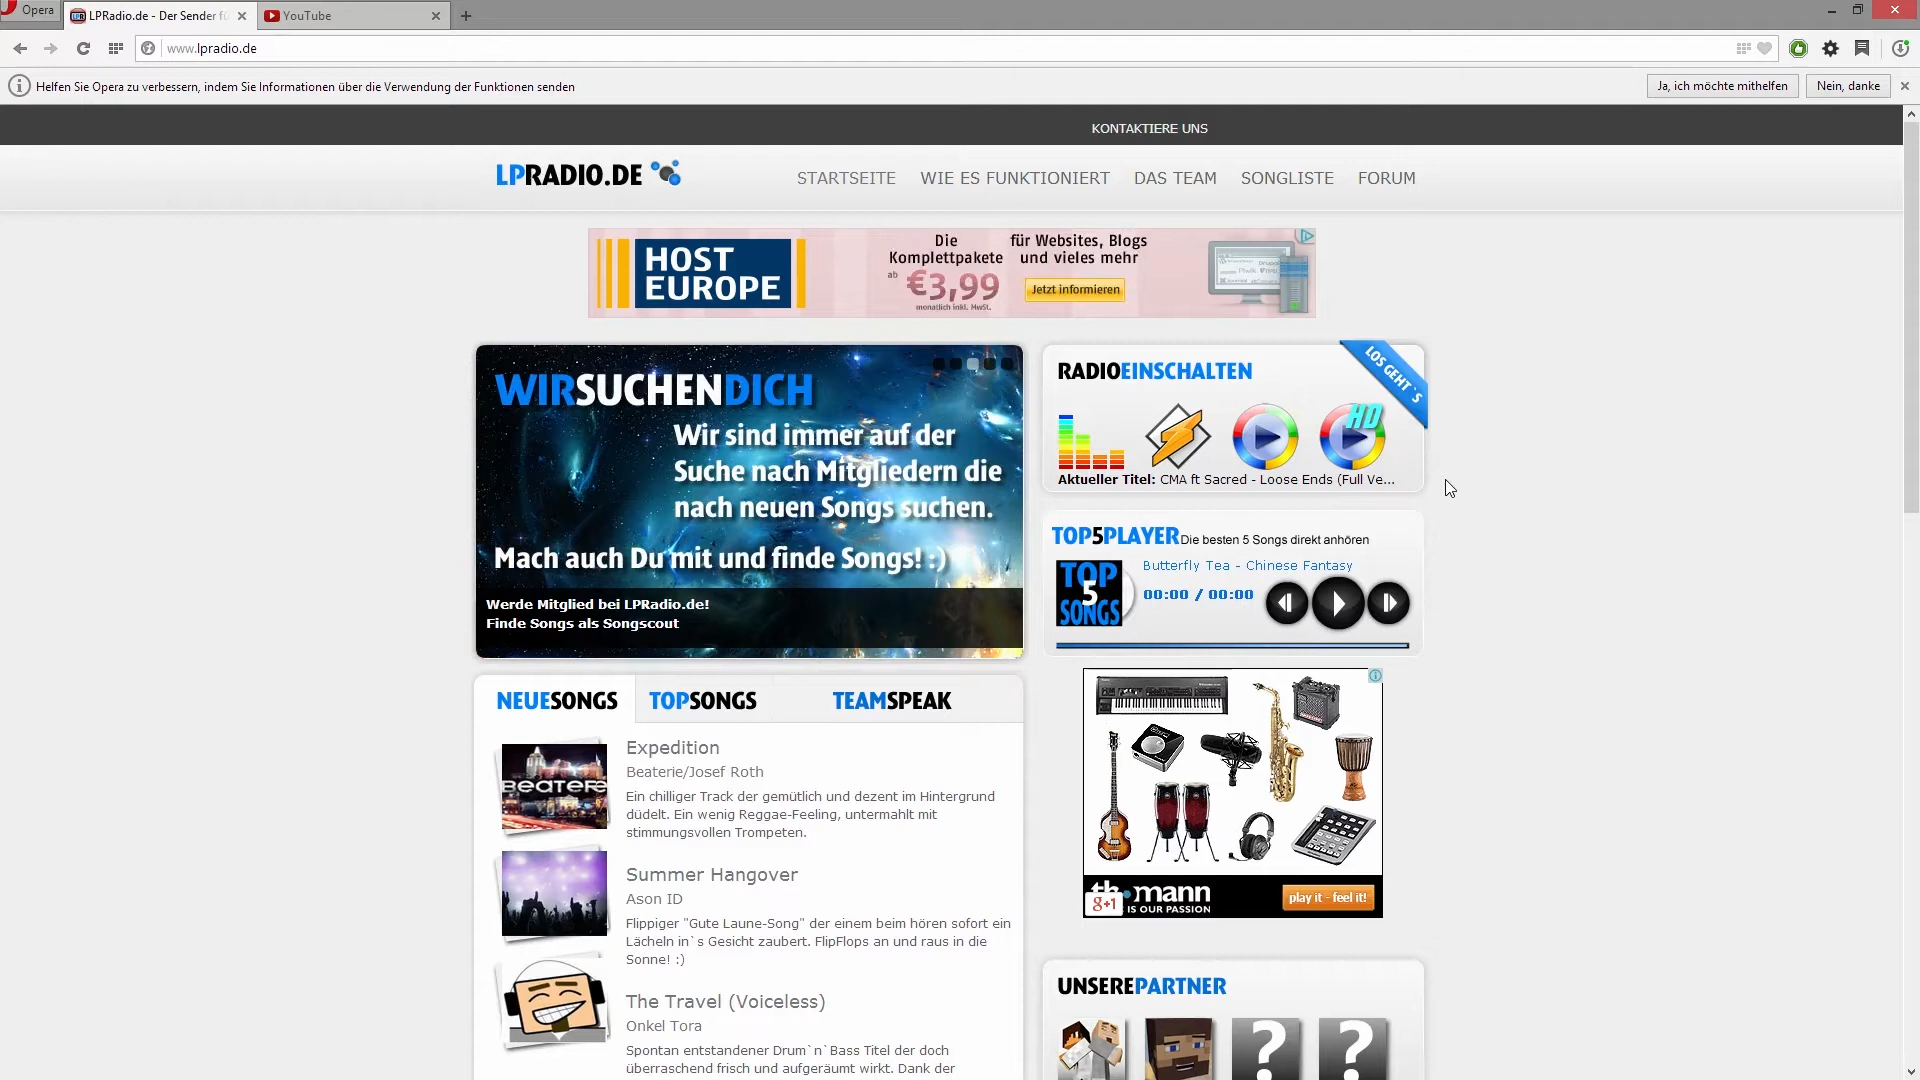 Opera
LPRadio.de - Der Sender fü
YouTube
www.lpradio.de
Helfen Sie Opera zu verbessern, indem Sie Informationen über die Verwendung der Funktionen senden
Ja, ich möchte mithelfen
Nein, danke
KONTAKTIERE UNS
LPRADIO.DE
STARTSEITE
WIE ES FUNKTIONIERT
DAS TEAM
SONGLISTE
FORUM
HOST
EUROPE
Die
Komplettpakete
ab
€3,99
monatlich inkl. MwSt.
für Websites, Blogs
und vieles mehr
Jetzt informieren
WIRSUCHENDICH
Wir sind immer auf der
Suche nach Mitgliedern die
nach neuen Songs suchen.
Mach auch Du mit und finde Songs! :)
Werde Mitglied bei LPRadio.de!
Finde Songs als Songscout
RADIOEINSCHALTEN
LOS GEHT`S
HD
Aktueller Titel: CMA ft Sacred - Loose Ends (Full Ve...
TOP5PLAYER Die besten 5 Songs direkt anhören
TOP
5
SONGS
Butterfly Tea - Chinese Fantasy
00:00 / 00:00
NEUESONGS
TOPSONGS
TEAMSPEAK
BEATER
Expedition
Beaterie/Josef Roth
Ein chilliger Track der gemütlich und dezent im Hintergrund
düdelt. Ein wenig Reggae-Feeling, untermahlt mit
stimmungsvollen Trompeten.
Summer Hangover
Ason ID
Flippiger "Gute Laune-Song" der einem beim hören sofort ein
Lächeln in`s Gesicht zaubert. FlipFlops an und raus in die
Sonne! :)
The Travel (Voiceless)
Onkel Tora
Spontan entstandener Drum`n`Bass Titel der doch
überraschend frisch und aufgeräumt wirkt. Dank der
th•mann
IS OUR PASSION
g+1
play it - feel it!
UNSEREPARTNER
?
?